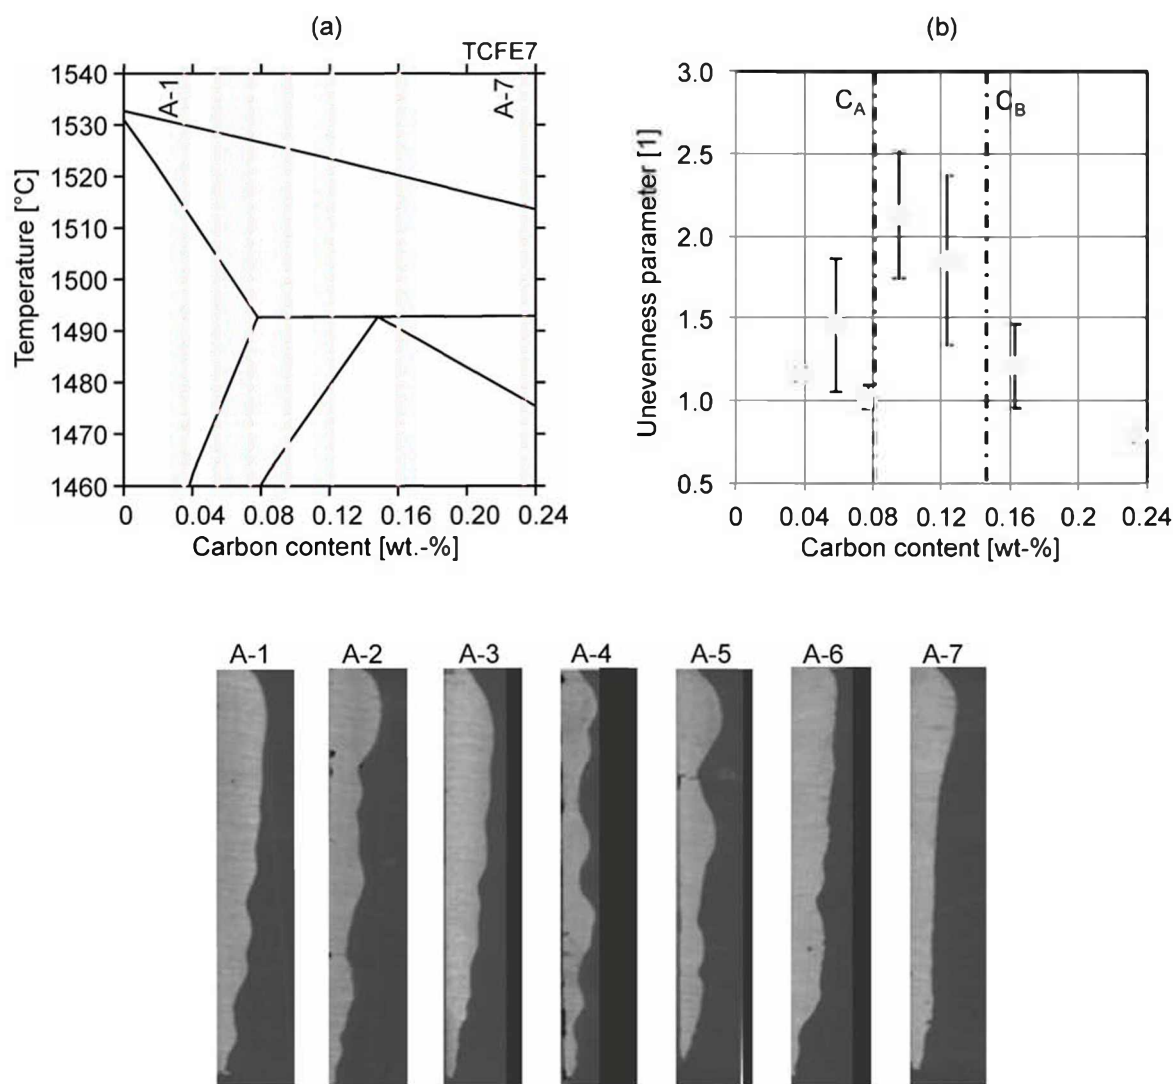 (a)
TCFE7
A-1
A-7
1540
1530
1520
1510
1500
1490
1480
1470
1460
Temperature [°C]
0 0.04 0.08 0.12 0.16 0.20 0.24
Carbon content [wt.-%]
(b)
3.0
2.5
2.0
1.5
1.0
0.5
Unevenness parameter [1]
CA
CB
0 0.04 0.08 0.12 0.16 0.2 0.24
Carbon content [wt-%]
A-1 A-2 A-3 A-4 A-5 A-6 A-7